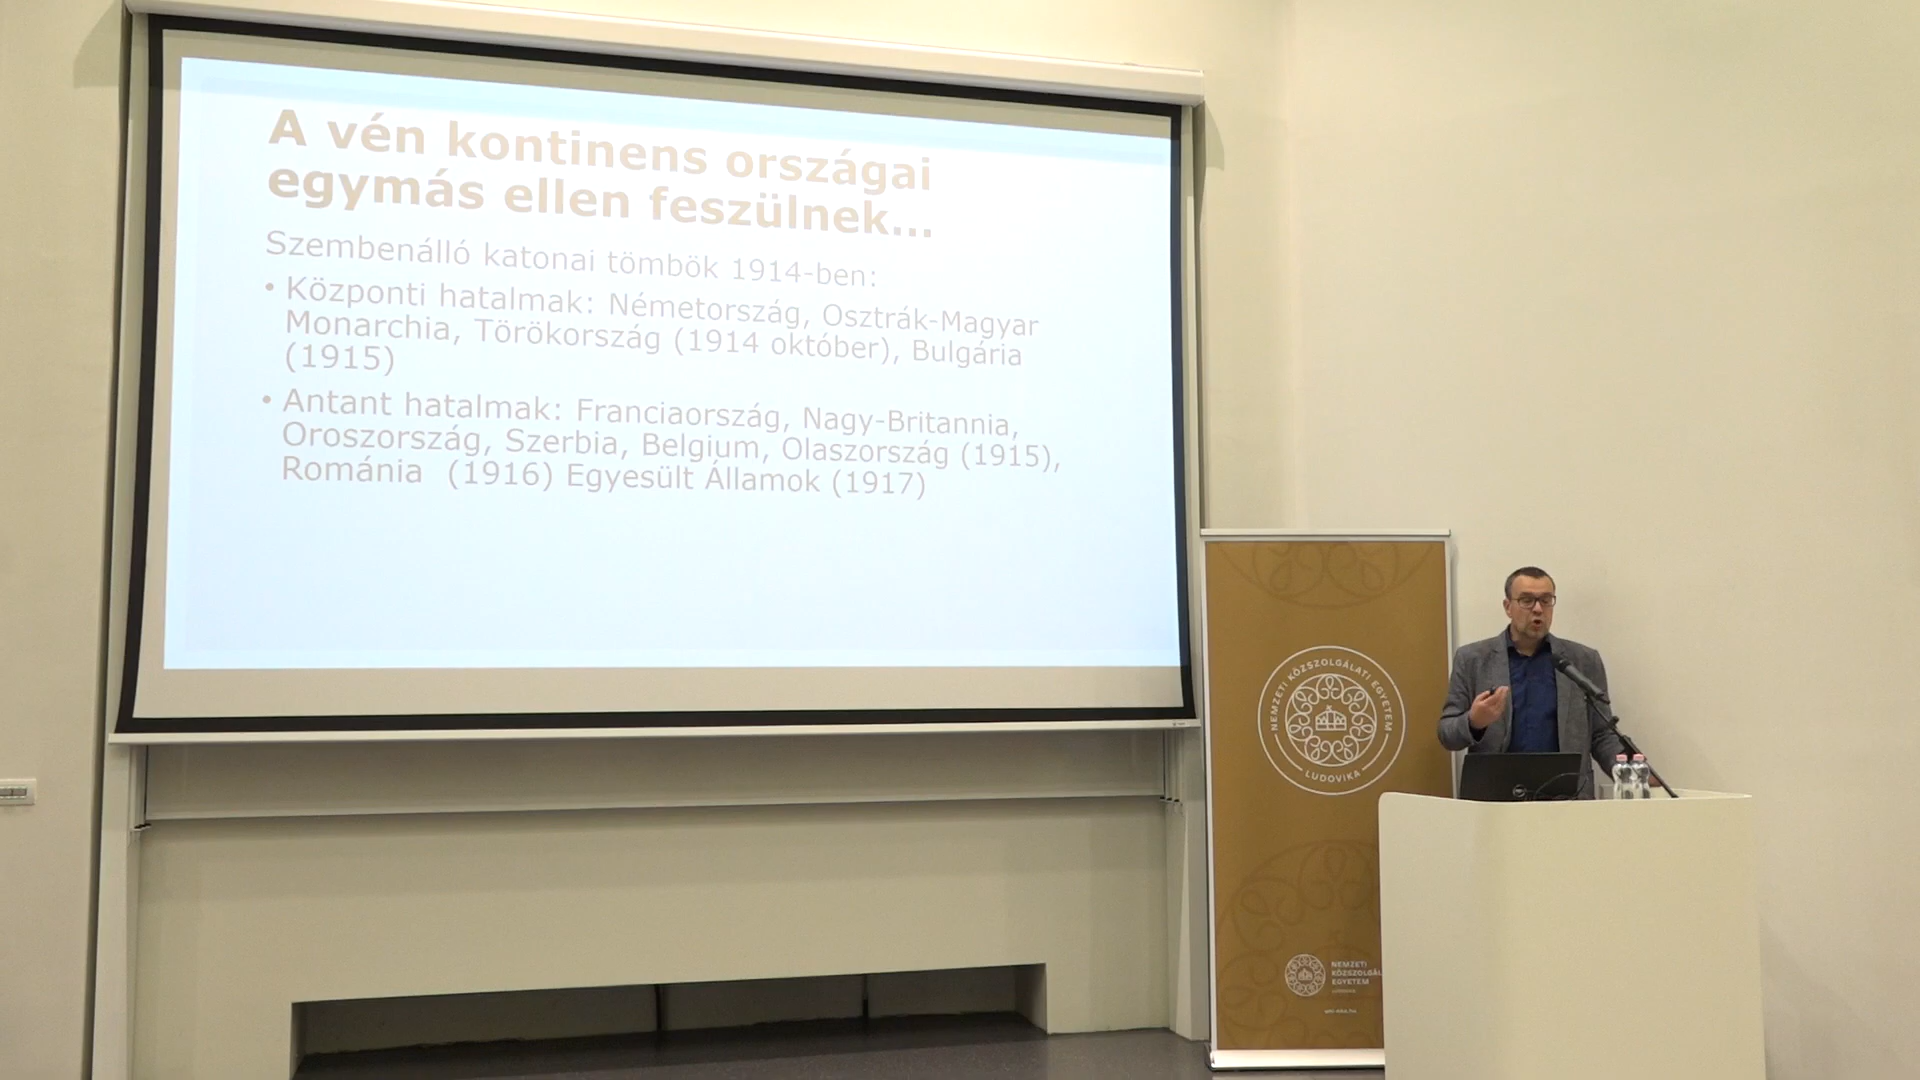 A vén kontinens országai
egymás ellen feszülnek...
Szembenálló katonai tömbök 1914-ben:
• Központi hatalmak: Németország, Osztrák-Magyar
Monarchia, Törökország (1914 október), Bulgária
(1915)
• Antant hatalmak: Franciaország, Nagy-Britannia,
Oroszország, Szerbia, Belgium, Olaszország (1915),
Románia (1916) Egyesült Államok (1917)
NEMZETI KÖZSZOLGÁLATI EGYETEM
LUDOVIKA
NEMZETI
KÖZSZOLGÁL
EGYETEM